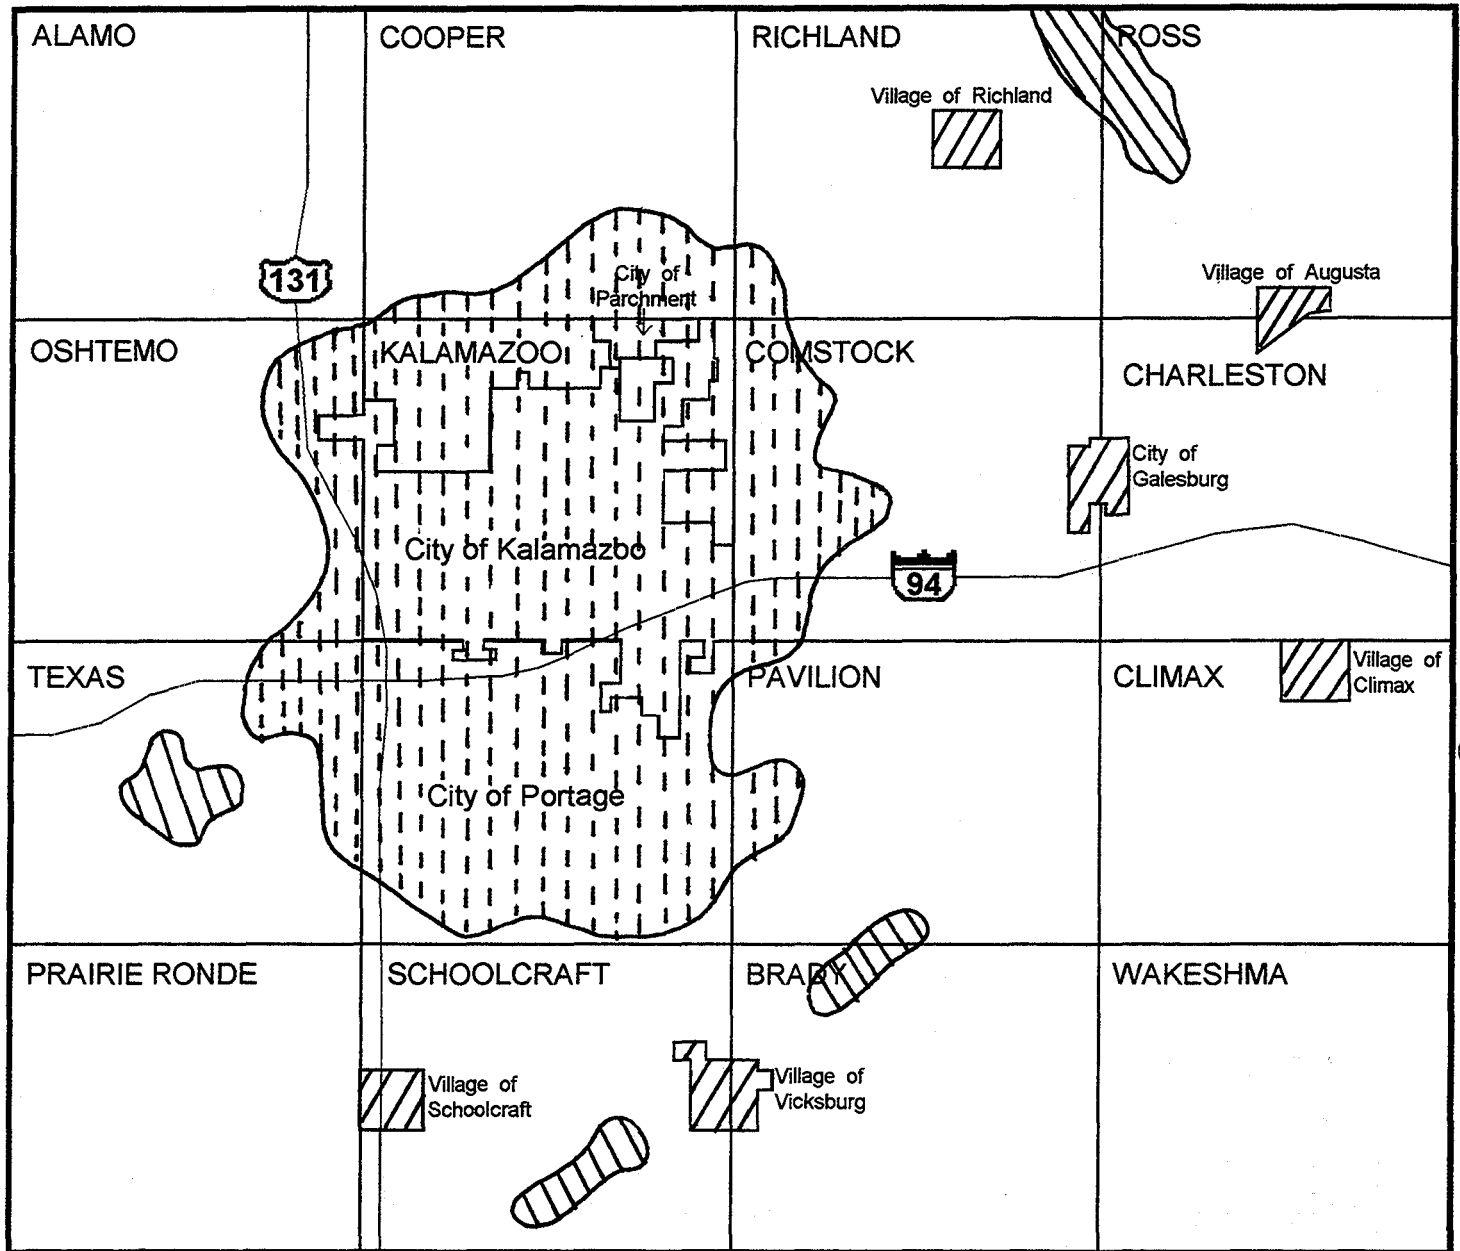 ALAMO
COOPER
RICHLAND
ROSS
Village of Richland
131
City of
Parchment
Village of Augusta
OSHTEMO
KALAMAZOO
COMSTOCK
CHARLESTON
City of
Galesburg
City of Kalamazoo
94
TEXAS
PAVILION
CLIMAX
Village of
Climax
City of Portage
PRAIRIE RONDE
SCHOOLCRAFT
BRADY
WAKESHMA
Village of
Schoolcraft
Village of
Vicksburg